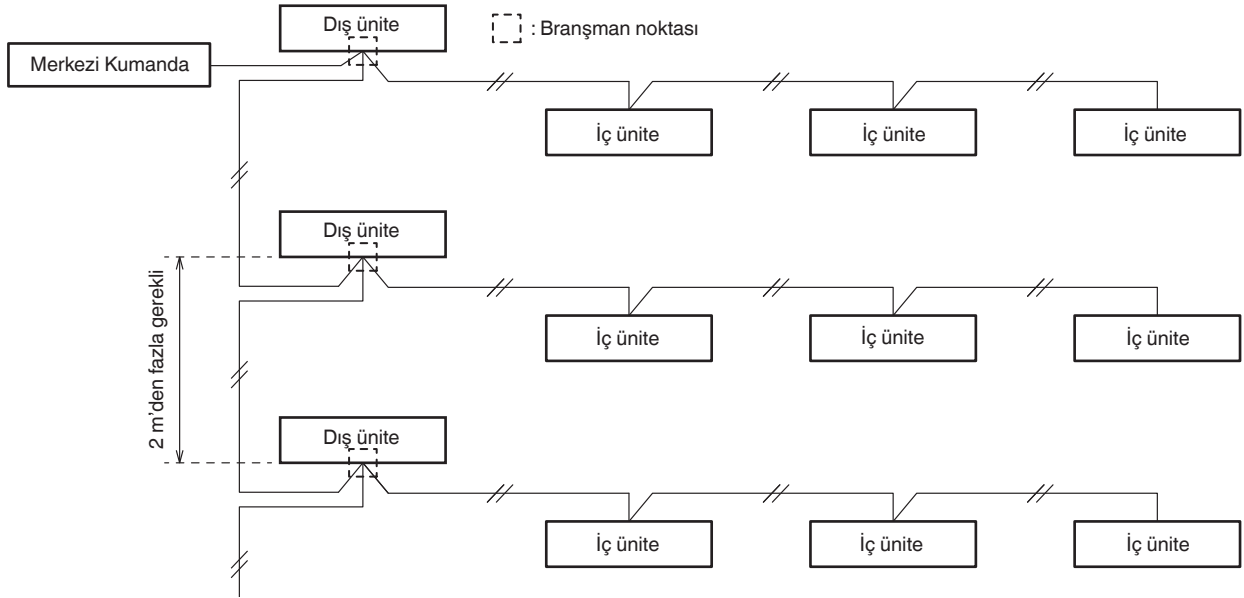 Dış ünite
: Branşman noktası
Merkezi Kumanda
İç ünite
İç ünite
İç ünite
Dış ünite
2 m'den fazla gerekli
İç ünite
İç ünite
İç ünite
Dış ünite
İç ünite
İç ünite
İç ünite